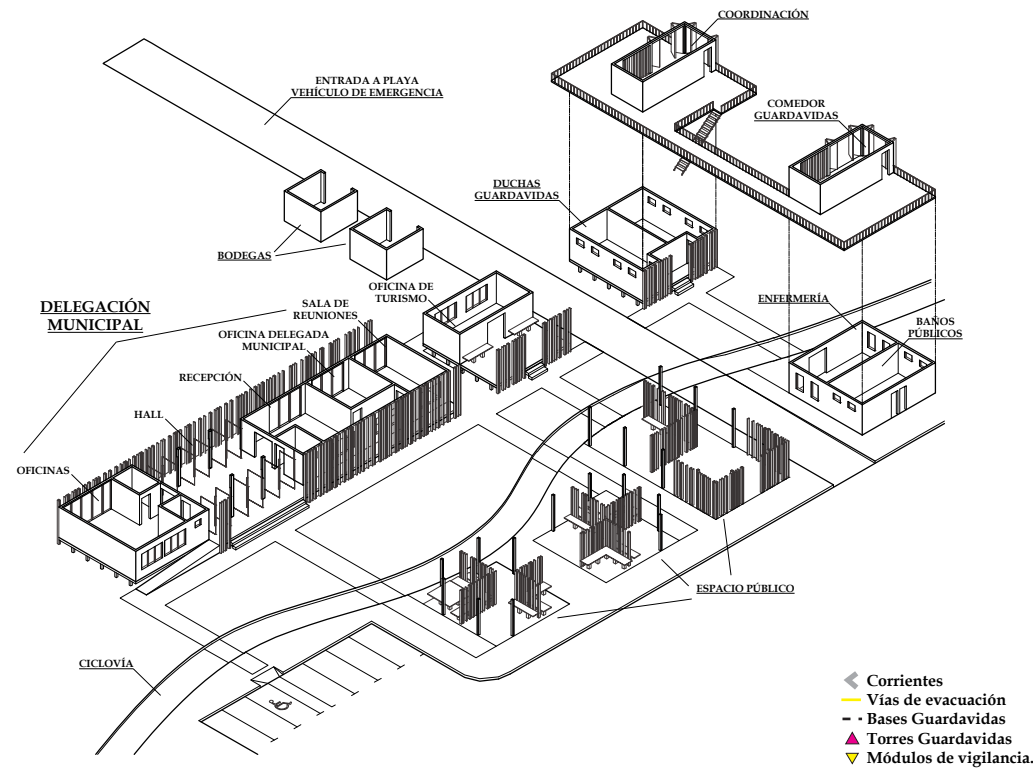 COORDINACIÓN
ENTRADA A PLAYA
VEHÍCULO DE EMERGENCIA
COMEDOR
GUARDAVIDAS
DUCHAS
GUARDAVIDAS
BODEGAS
OFICINA DE
TURISMO
ENFERMERÍA
BAÑOS
PÚBLICOS
DELEGACIÓN
MUNICIPAL
SALA DE
REUNIONES
OFICINA DELEGADA
MUNICIPAL
RECEPCIÓN
HALL
OFICINAS
ESPACIO PÚBLICO
CICLOVÍA
Corrientes
Vías de evacuación
Bases Guardavidas
Torres Guardavidas
Módulos de vigilancia.